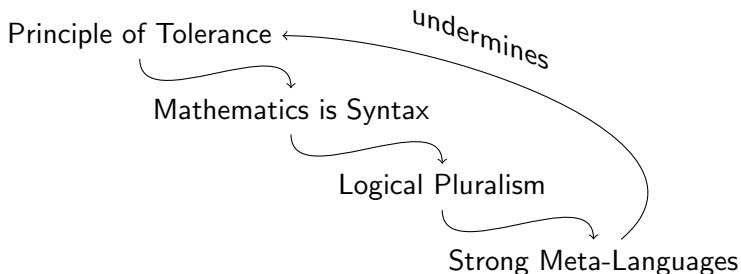 undermines
Principle of Tolerance
Mathematics is Syntax
Logical Pluralism
Strong Meta-Languages